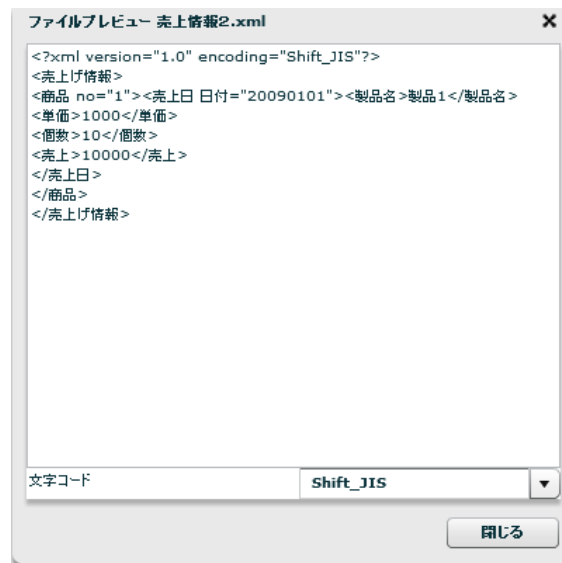 ファイルプレビュー 売上情報2.xml
<?xml version="1.0" encoding="Shift_JIS"?>
<売上げ情報>
<商品 no="1"><売上日 日付="20090101"><製品名>製品1</製品名>
<単価>1000</単価>
<個数>10</個数>
<売上>10000</売上>
</売上日>
</商品>
</売上げ情報>
文字コード Shift_JIS
閉じる